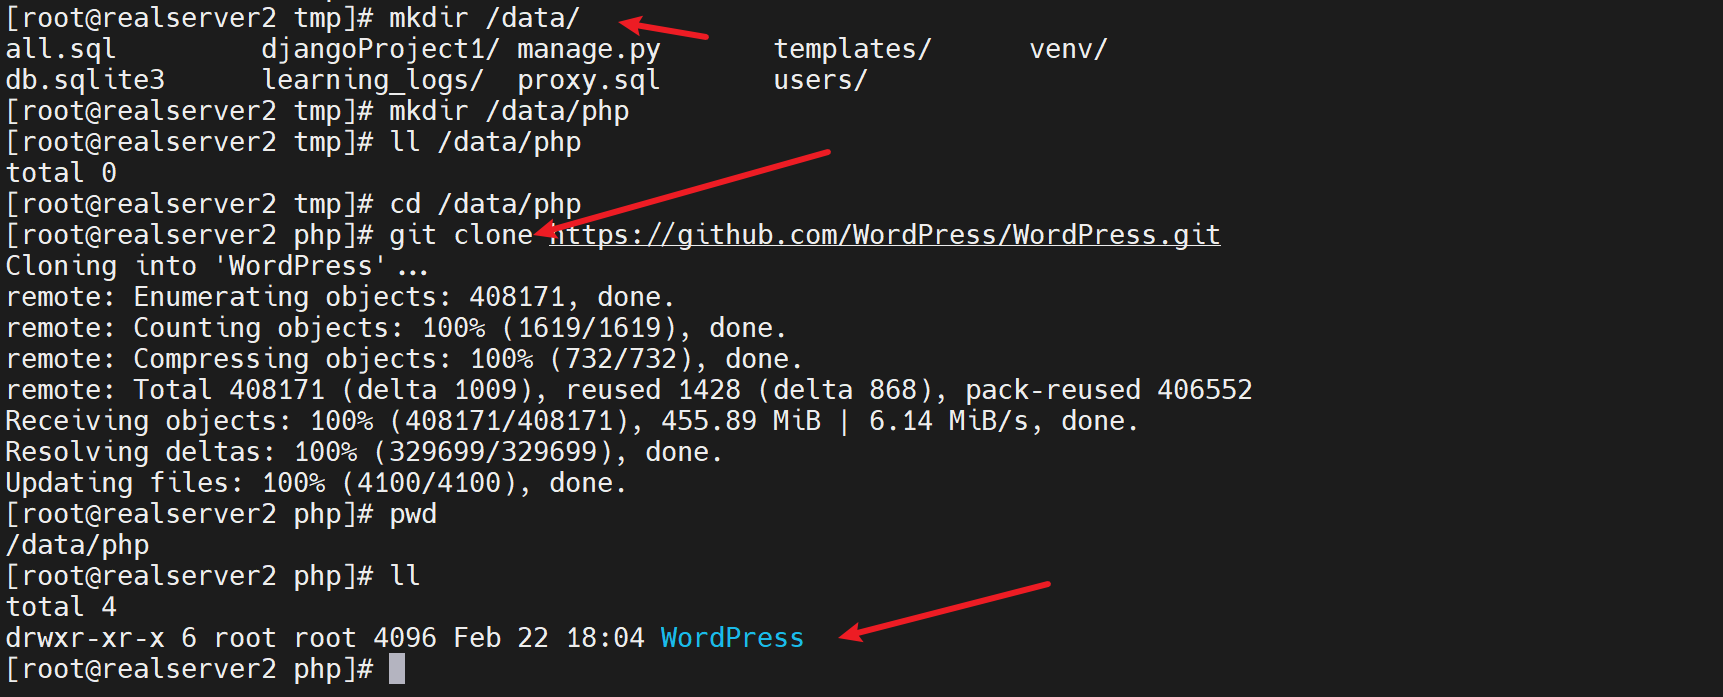 [root@realserver2 tmp]# mkdir /data/
all.sql         djangoProject1/ manage.py       templates/      venv/
db.sqlite3      learning_logs/  proxy.sql       users/
[root@realserver2 tmp]# mkdir /data/php
[root@realserver2 tmp]# ll /data/php
total 0
[root@realserver2 tmp]# cd /data/php
[root@realserver2 php]# git clone https://github.com/WordPress/WordPress.git
Cloning into 'WordPress'...
remote: Enumerating objects: 408171, done.
remote: Counting objects: 100% (1619/1619), done.
remote: Compressing objects: 100% (732/732), done.
remote: Total 408171 (delta 1009), reused 1428 (delta 868), pack-reused 406552
Receiving objects: 100% (408171/408171), 455.89 MiB | 6.14 MiB/s, done.
Resolving deltas: 100% (329699/329699), done.
Updating files: 100% (4100/4100), done.
[root@realserver2 php]# pwd
/data/php
[root@realserver2 php]# ll
total 4
drwxr-xr-x 6 root root 4096 Feb 22 18:04 WordPress
[root@realserver2 php]#